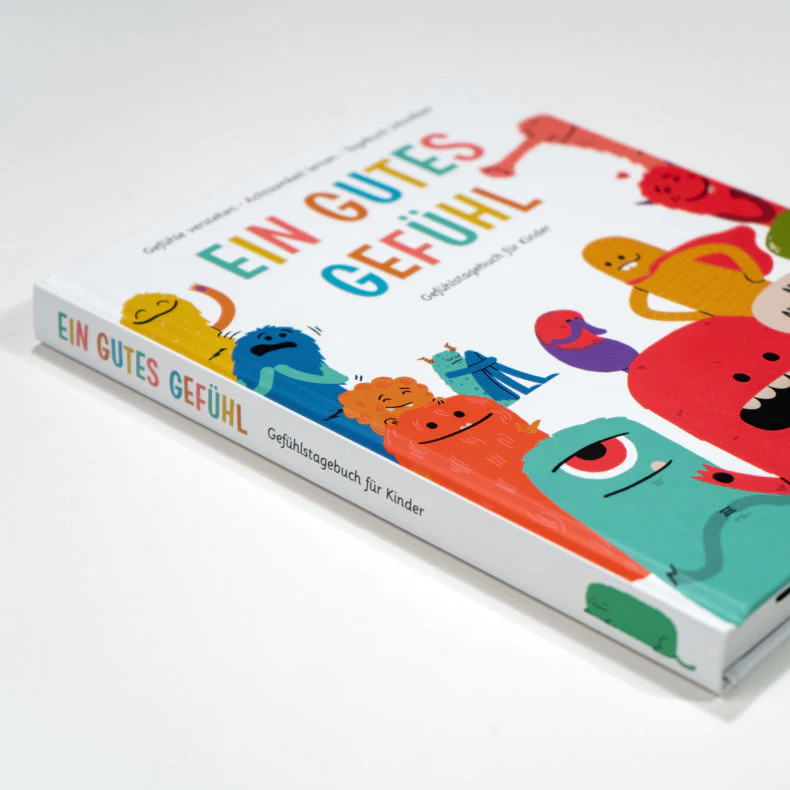 Gefühle verstehen • Achtsamkeit lernen • Tagebuch schreiben
EIN GUTES
GEFÜHL
Gefühlstagebuch für Kinder
EIN GUTES GEFÜHL
Gefühlstagebuch für Kinder